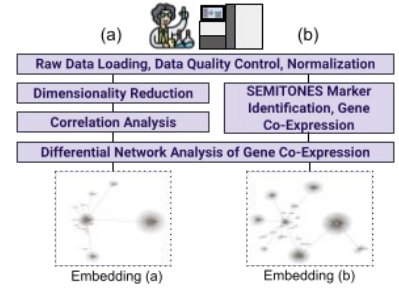 (a)
(b)
Raw Data Loading, Data Quality Control, Normalization
Dimensionality Reduction
Correlation Analysis
SEMITONES Marker
Identification, Gene
Co-Expression
Differential Network Analysis of Gene Co-Expression
Embedding (a)
Embedding (b)